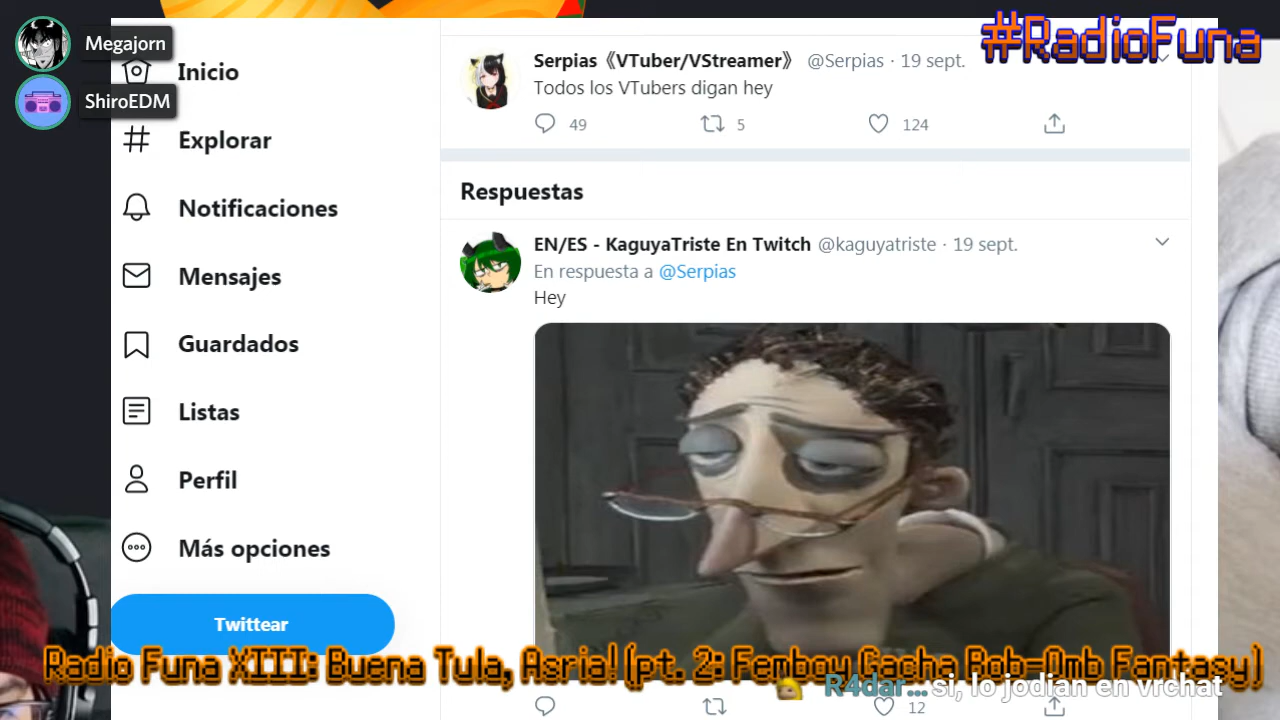 Megajorn
ShiroEDM
#RadioFuna
Inicio
Explorar
Notificaciones
Mensajes
Guardados
Listas
Perfil
Más opciones
Twittear
Serpias《VTuber/VStreamer》 @Serpias · 19 sept.
Todos los VTubers digan hey
49 5 124
Respuestas
EN/ES - KaguyaTriste En Twitch @kaguyatriste · 19 sept.
En respuesta a @Serpias
Hey
12
Radio Funa XIII: Buena Tula, Asria! (pt. 2: Femboy Gacha Bob-Omb Fantasy)
R4dar... si, lo jodian en vrchat